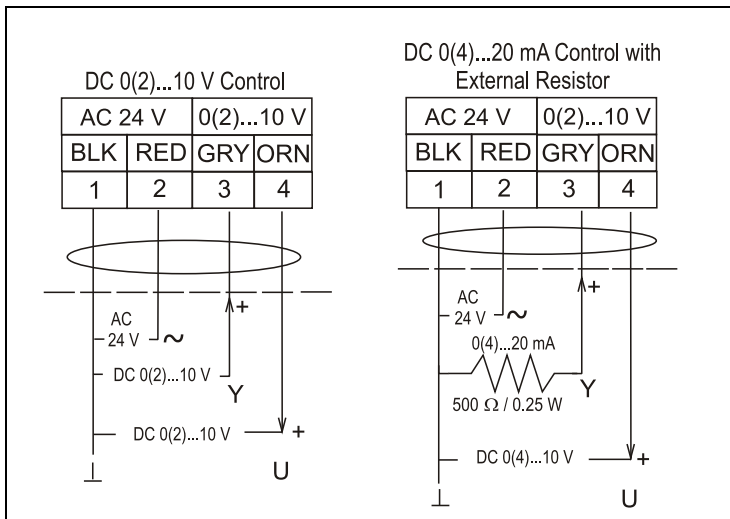 DC 0(2)...10 V Control
AC 24 V 0(2)...10 V
BLK RED GRY ORN
1 2 3 4
+
AC
24 V ~
DC 0(2)...10 V Y
DC 0(2)...10 V +
⊥ U
DC 0(4)...20 mA Control with
External Resistor
AC 24 V 0(2)...10 V
BLK RED GRY ORN
1 2 3 4
+
AC
24 V ~
0(4)...20 mA
Y
500 Ω / 0.25 W
DC 0(4)...10 V +
⊥ U